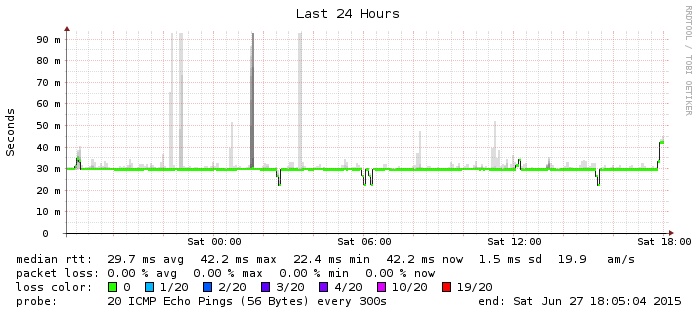 Last 24 Hours
RRDTOOL / TOBI OETIKER
Seconds
90 m
80 m
70 m
60 m
50 m
40 m
30 m
20 m
10 m
0
Sat 00:00 Sat 06:00 Sat 12:00 Sat 18:00
median rtt: 29.7 ms avg 42.2 ms max 22.4 ms min 42.2 ms now 1.5 ms sd 19.9 am/s
packet loss: 0.00 % avg 0.00 % max 0.00 % min 0.00 % now
loss color: 0 1/20 2/20 3/20 4/20 10/20 19/20
probe: 20 ICMP Echo Pings (56 Bytes) every 300s end: Sat Jun 27 18:05:04 2015